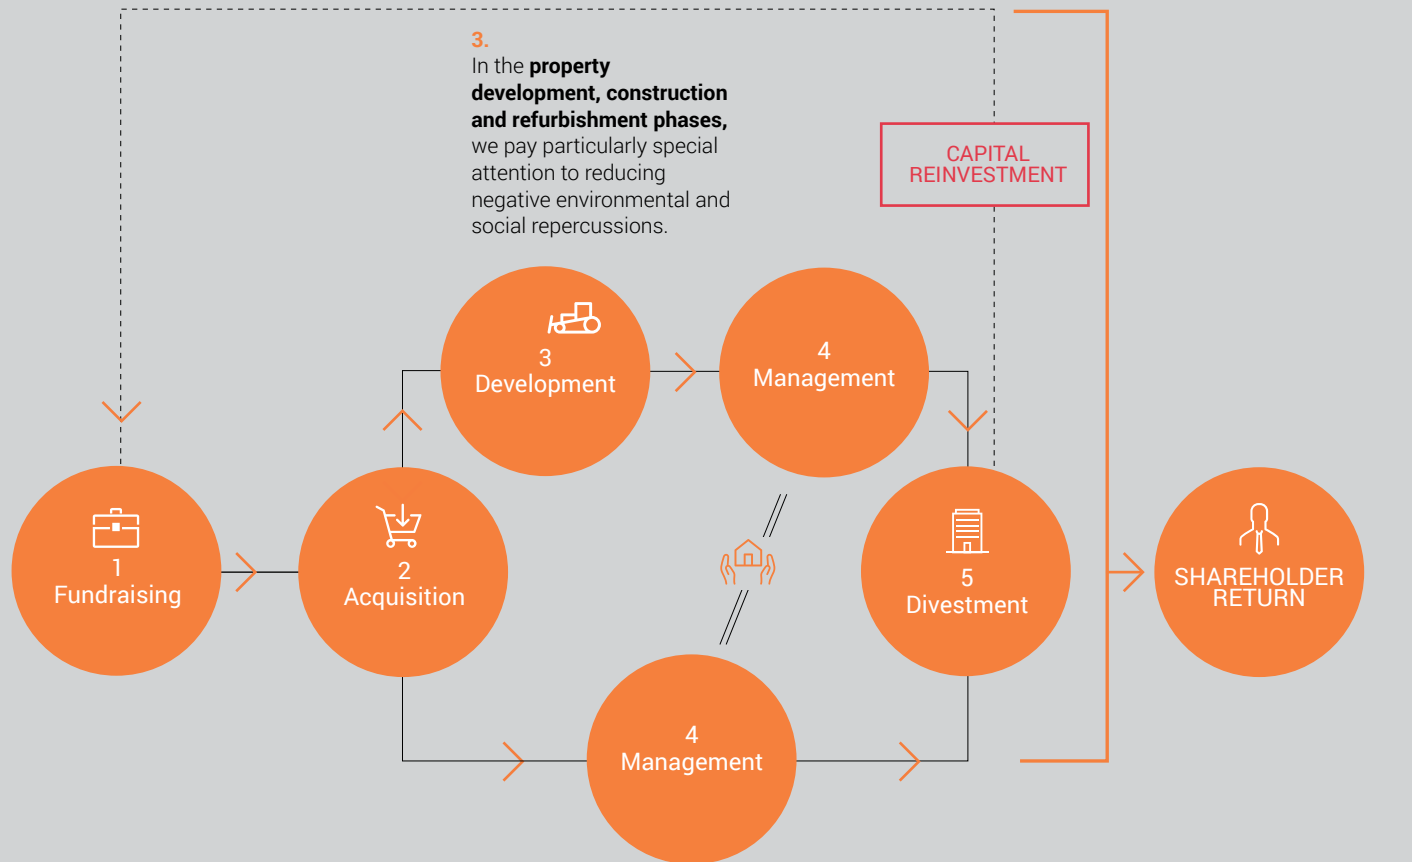 3.
In the property
development, construction
and refurbishment phases,
we pay particularly special
attention to reducing
negative environmental and
social repercussions.
CAPITAL
REINVESTMENT
3
Development
4
Management
1
Fundraising
2
Acquisition
5
Divestment
SHAREHOLDER
RETURN
4
Management